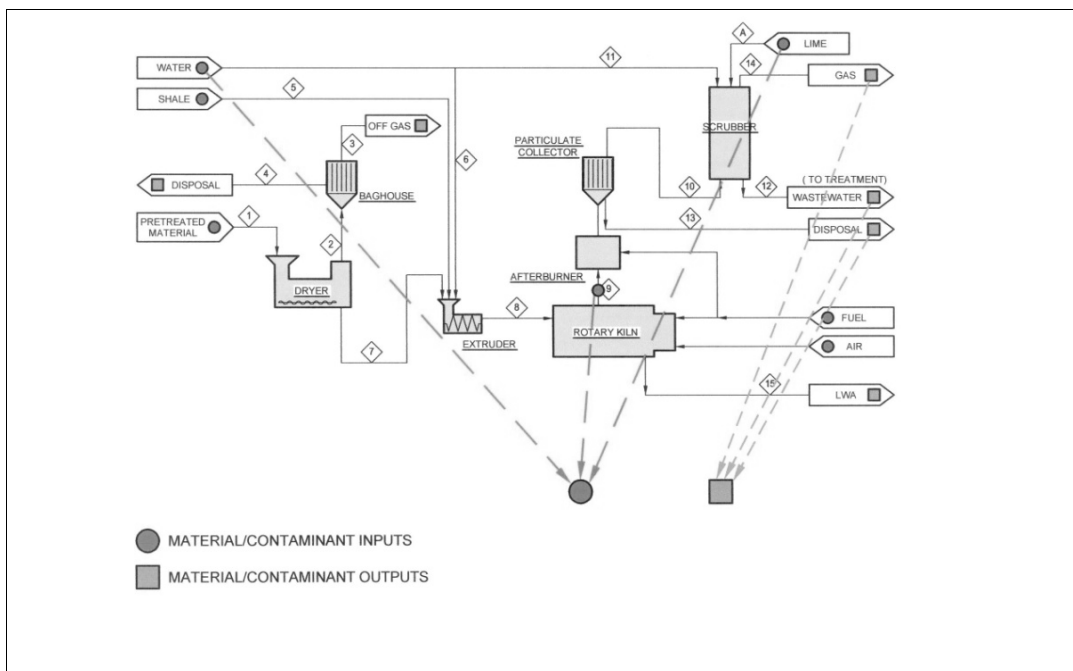 A
LIME
WATER
11
14
GAS
SHALE
5
OFF GAS
3
PARTICULATE
COLLECTOR
SCRUBBER
6
DISPOSAL
4
BAGHOUSE
10
12
( TO TREATMENT)
WASTEWATER
PRETREATED
MATERIAL
1
2
13
DISPOSAL
DRYER
AFTERBURNER
9
7
8
EXTRUDER
ROTARY KILN
FUEL
AIR
15
LWA
MATERIAL/CONTAMINANT INPUTS
MATERIAL/CONTAMINANT OUTPUTS